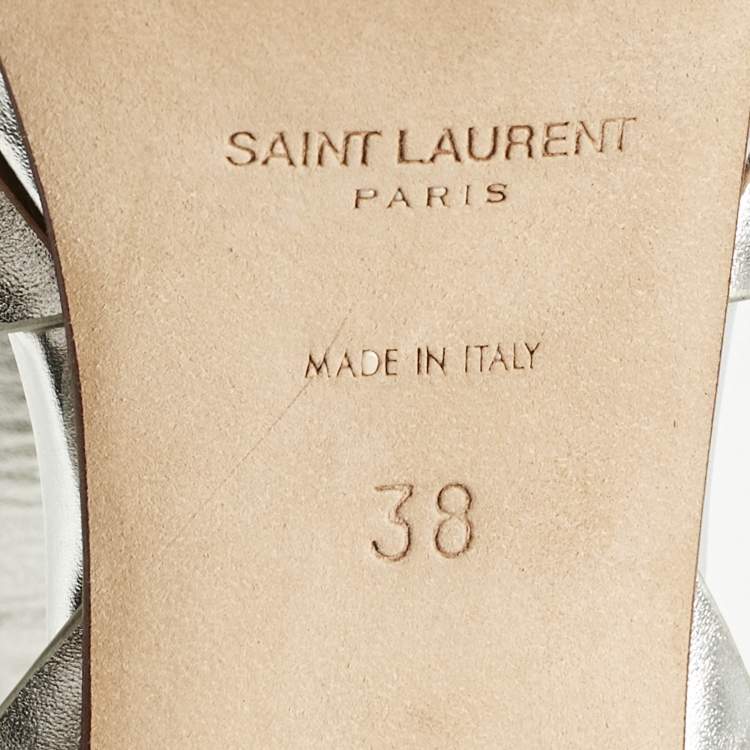 SAINT LAURENT
PARIS
MADE IN ITALY
38